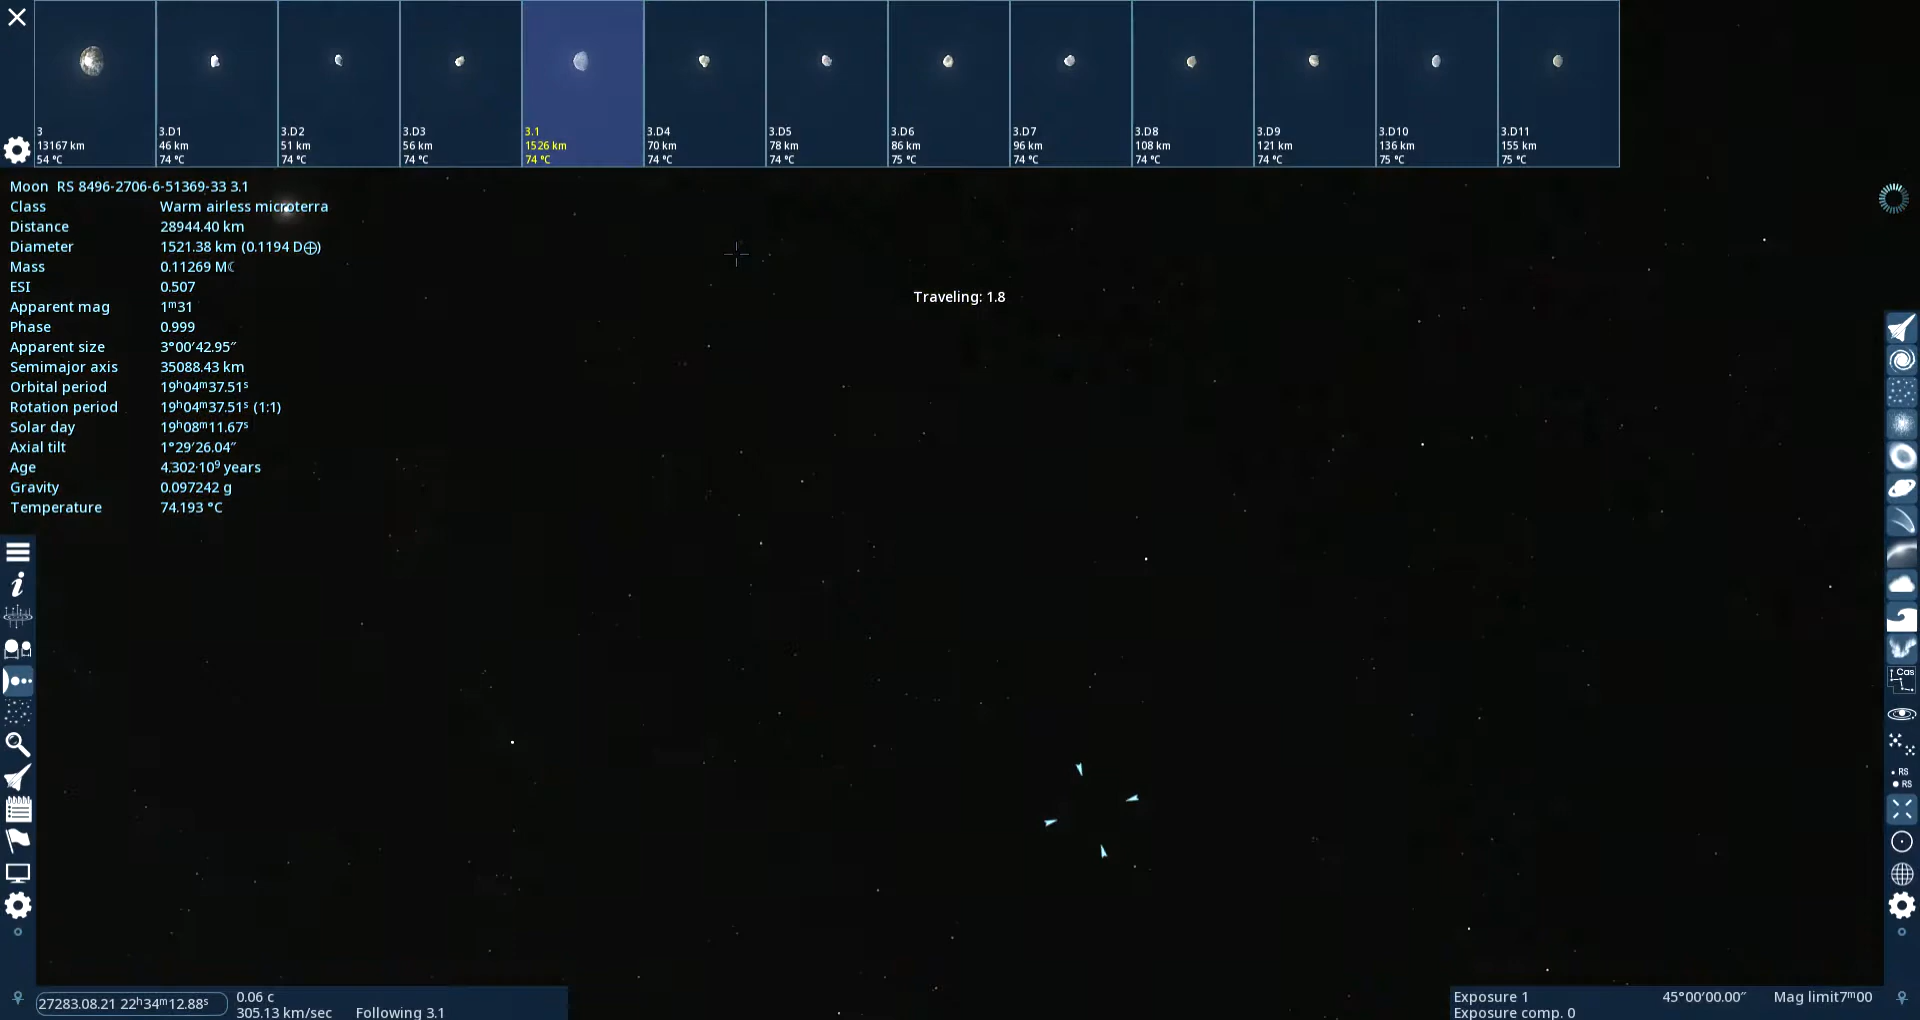 3
13167 km
54 °C
3.D1
46 km
74 °C
3.D2
51 km
74 °C
3.D3
56 km
74 °C
3.1
1526 km
74 °C
3.D4
70 km
74 °C
3.D5
78 km
74 °C
3.D6
86 km
75 °C
3.D7
96 km
74 °C
3.D8
108 km
74 °C
3.D9
121 km
74 °C
3.D10
136 km
75 °C
3.D11
155 km
75 °C
Moon RS 8496-2706-6-51369-33 3.1
Class Warm airless microterra
Distance 28944.40 km
Diameter 1521.38 km (0.1194 D⊕)
Mass 0.11269 M☾
ESI 0.507
Apparent mag 1ᵐ31
Phase 0.999
Apparent size 3°00′42.95″
Semimajor axis 35088.43 km
Orbital period 19ʰ04ᵐ37.51ˢ
Rotation period 19ʰ04ᵐ37.51ˢ (1:1)
Solar day 19ʰ08ᵐ11.67ˢ
Axial tilt 1°29′26.04″
Age 4.302·10⁹ years
Gravity 0.097242 g
Temperature 74.193 °C
Traveling: 1.8
Cas
RS
RS
27283.08.21 22ʰ34ᵐ12.88ˢ
0.06 c
305.13 km/sec Following 3.1
Exposure 1 45°00′00.00″ Mag limit7ᵐ00
Exposure comp. 0